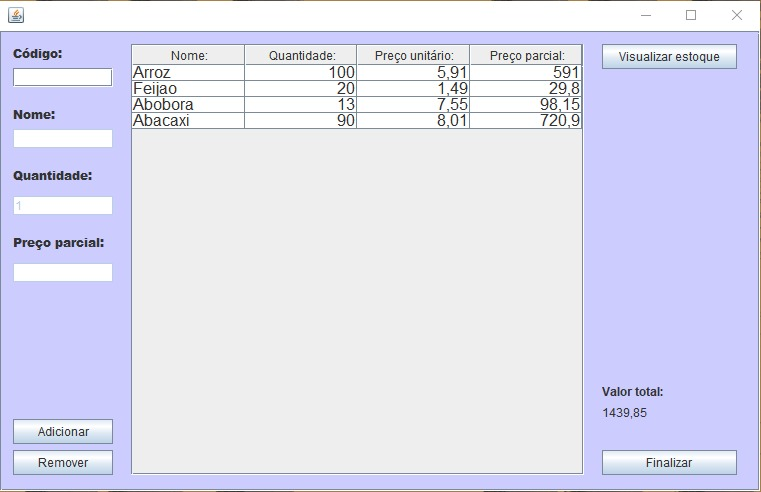 Código:
Nome:
Quantidade:
1
Preço parcial:
Adicionar
Remover
Nome: Quantidade: Preço unitário: Preço parcial:
Arroz 100 5,91 591
Feijao 20 1,49 29,8
Abobora 13 7,55 98,15
Abacaxi 90 8,01 720,9
Visualizar estoque
Valor total:
1439,85
Finalizar